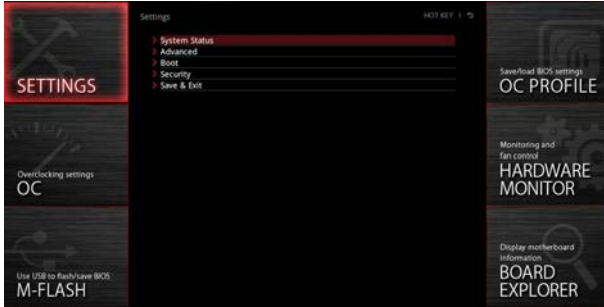 Settings
HOT KEY
System Status
Advanced
Boot
Security
Save & Exit
SETTINGS
Overclocking settings
OC
Use USB to flash/save BIOS
M-FLASH
Save/load BIOS settings
OC PROFILE
Monitoring and
fan control
HARDWARE
MONITOR
Display motherboard
information
BOARD
EXPLORER